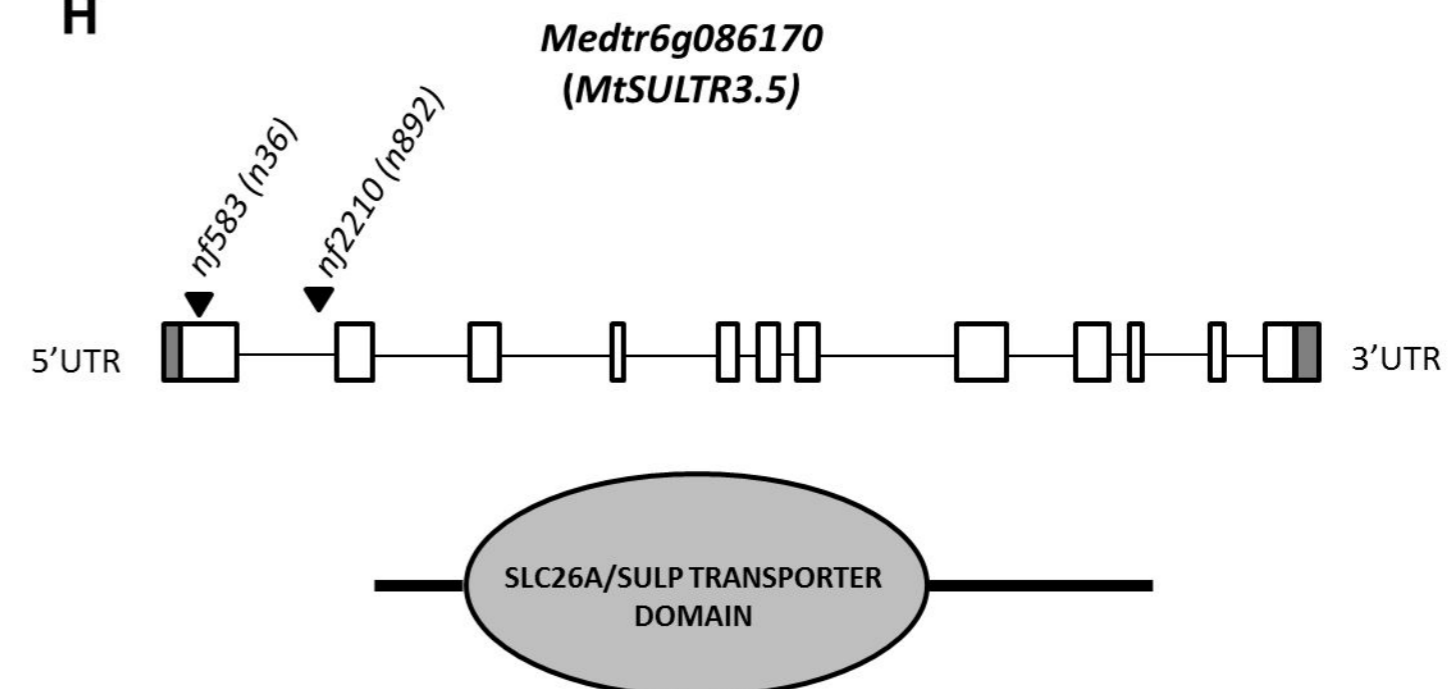 H
Medtr6g086170
(MtSULTR3.5)
nf583 (n36)
nf2210 (n892)
5’UTR
3’UTR
SLC26A/SULP TRANSPORTER
DOMAIN